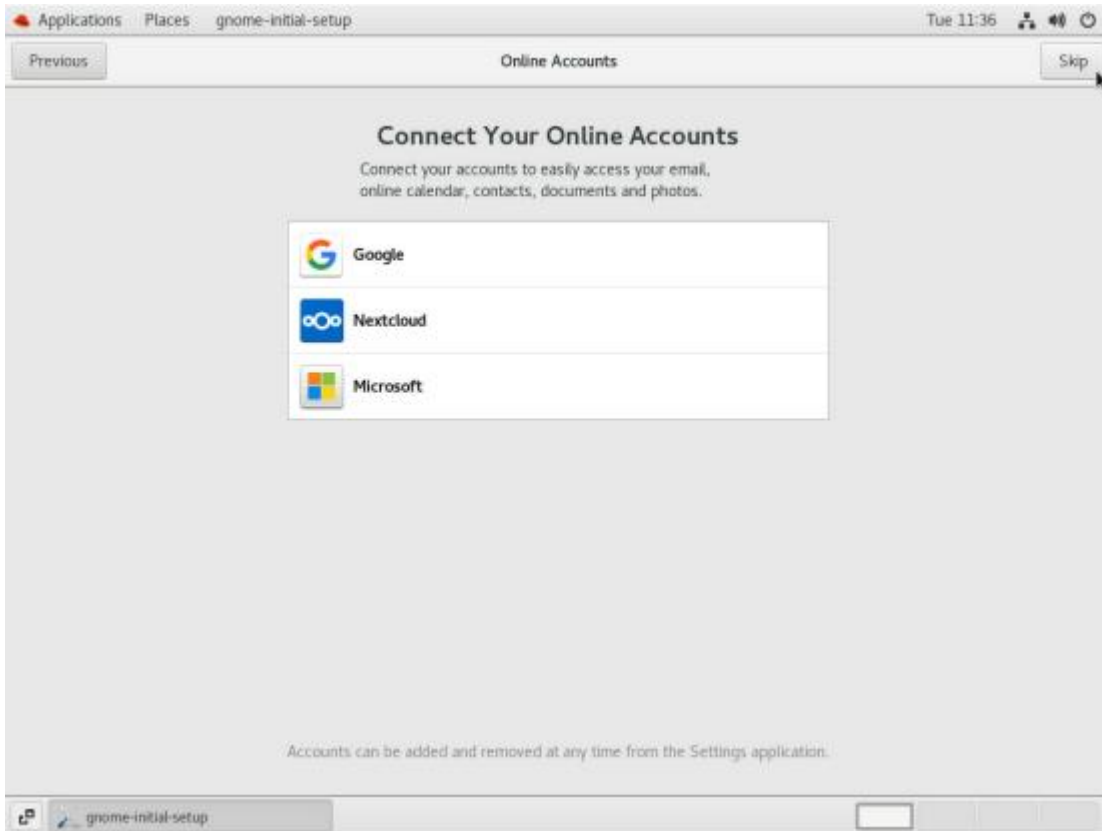 Applications Places gnome-initial-setup Tue 11:36
Previous Online Accounts Skip
Connect Your Online Accounts
Connect your accounts to easily access your email,
online calendar, contacts, documents and photos.
Google
Nextcloud
Microsoft
Accounts can be added and removed at any time from the Settings application.
gnome-initial-setup